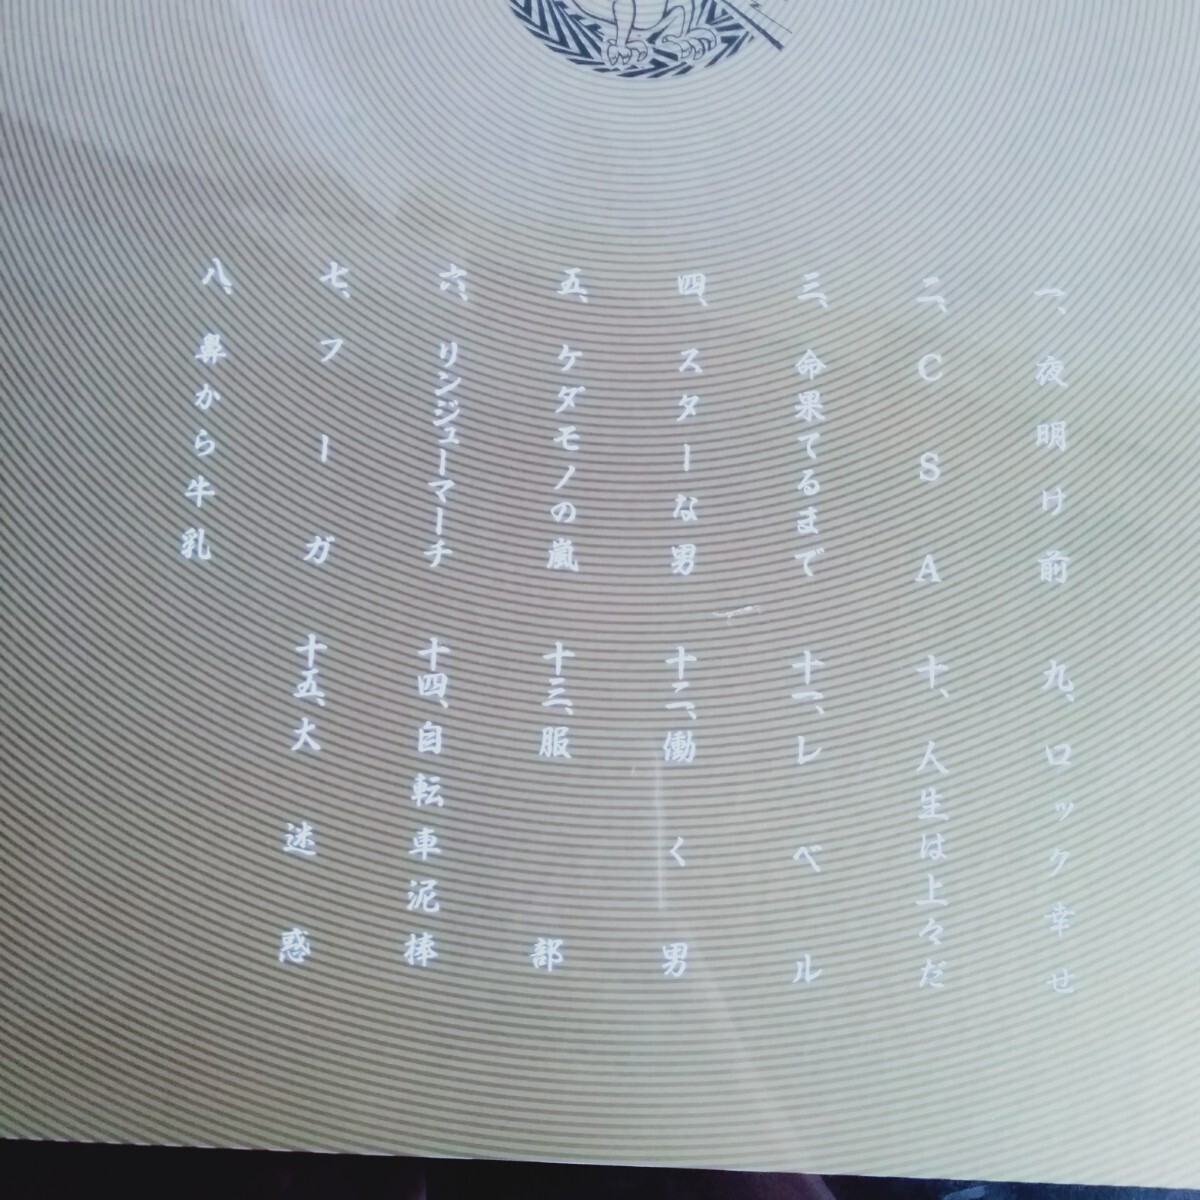 一、夜明け前
二、CSA
三、命果てるまで
四、スターな男
五、ケダモノの嵐
六、リンジューマーチ
七、フーガ
八、鼻から牛乳
九、ロック幸せ
十、人生は上々だ
十一、レベル
十二、働く男
十三、服部
十四、自転車泥棒
十五、大迷惑